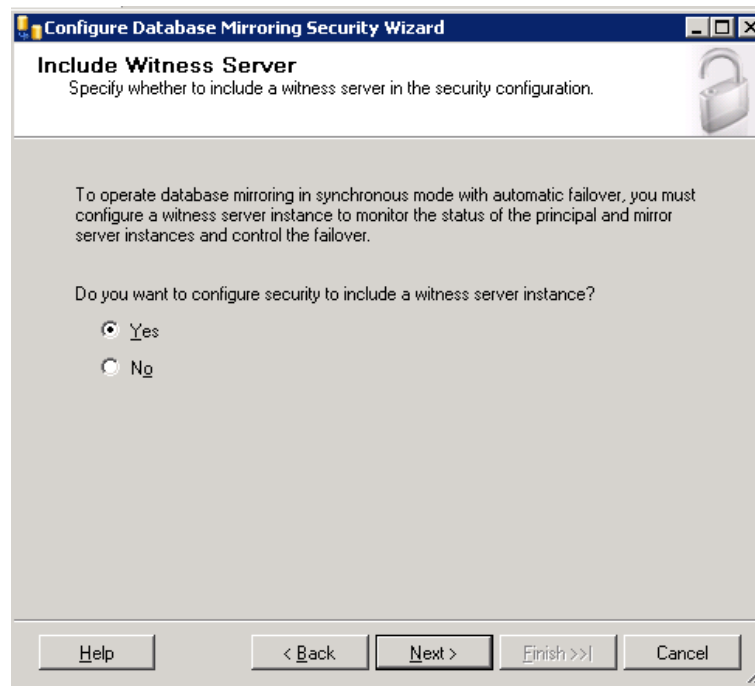 Configure Database Mirroring Security Wizard
Include Witness Server
Specify whether to include a witness server in the security configuration.
To operate database mirroring in synchronous mode with automatic failover, you must
configure a witness server instance to monitor the status of the principal and mirror
server instances and control the failover.
Do you want to configure security to include a witness server instance?
Yes
No
Help
< Back
Next >
Finish >>|
Cancel